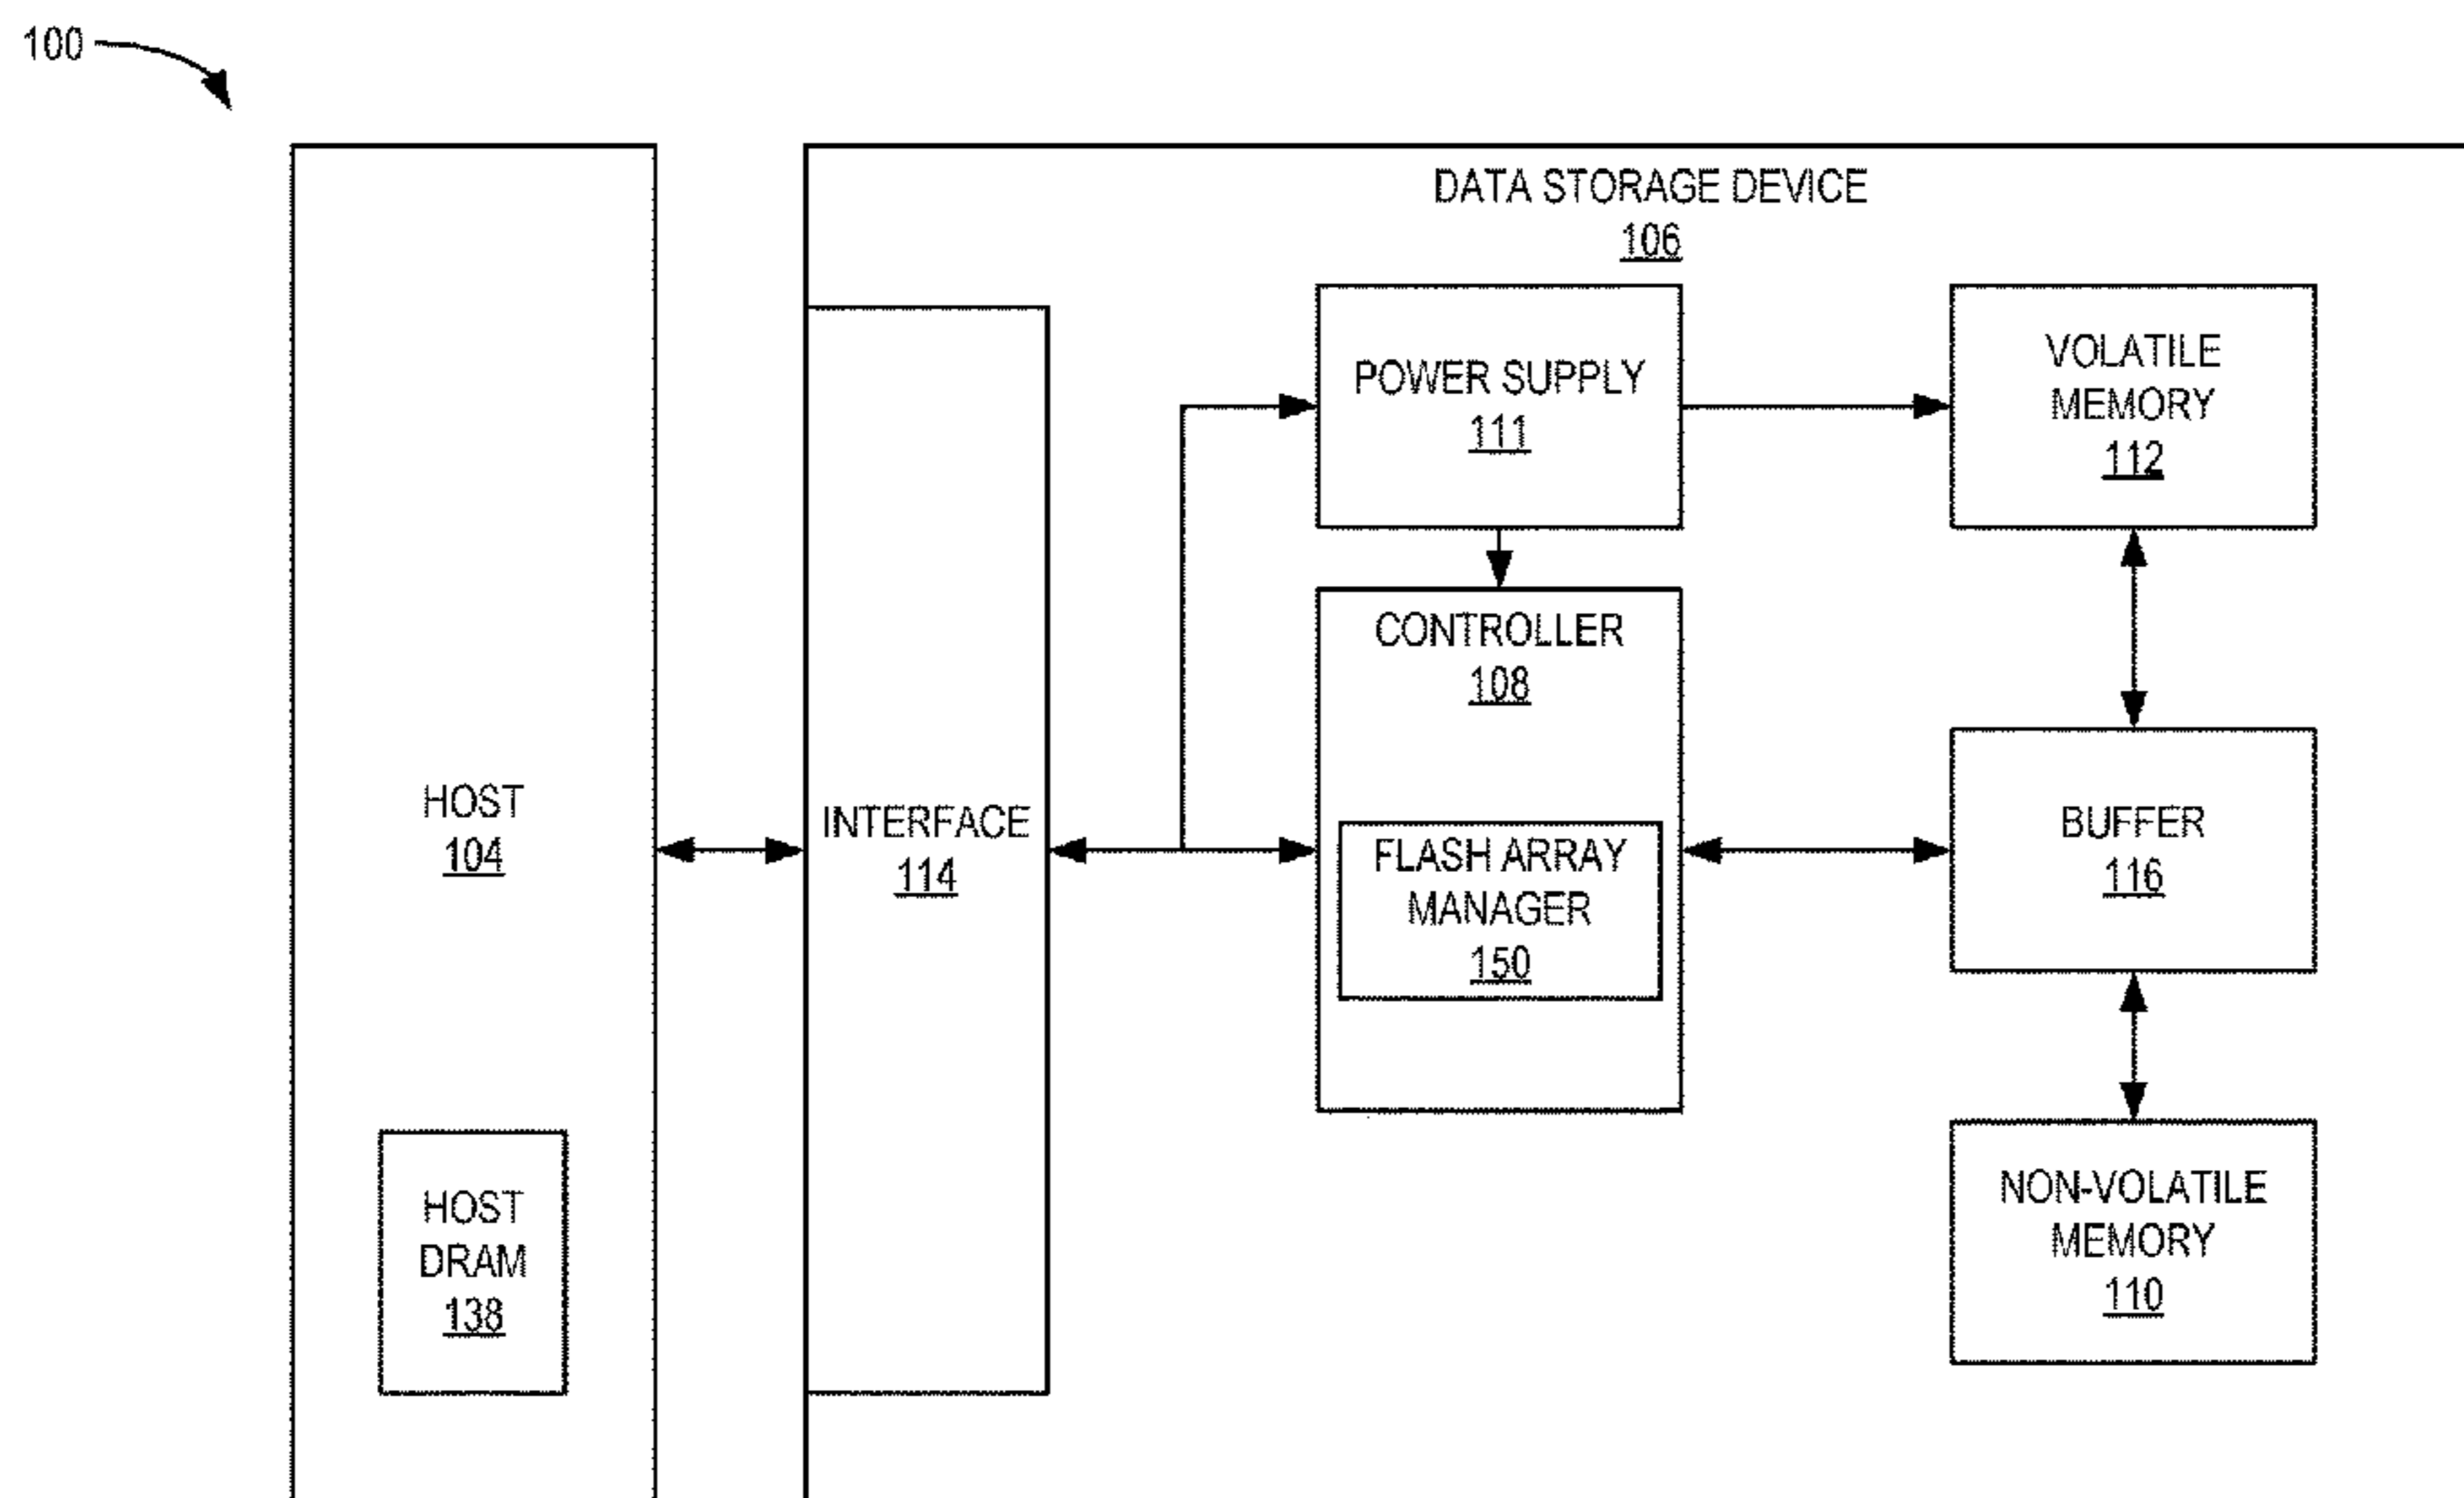 100
DATA STORAGE DEVICE
106
POWER SUPPLY
111
VOLATILE
MEMORY
112
CONTROLLER
108
HOST
104
INTERFACE
114
FLASH ARRAY
MANAGER
150
BUFFER
116
HOST
DRAM
138
NON-VOLATILE
MEMORY
110